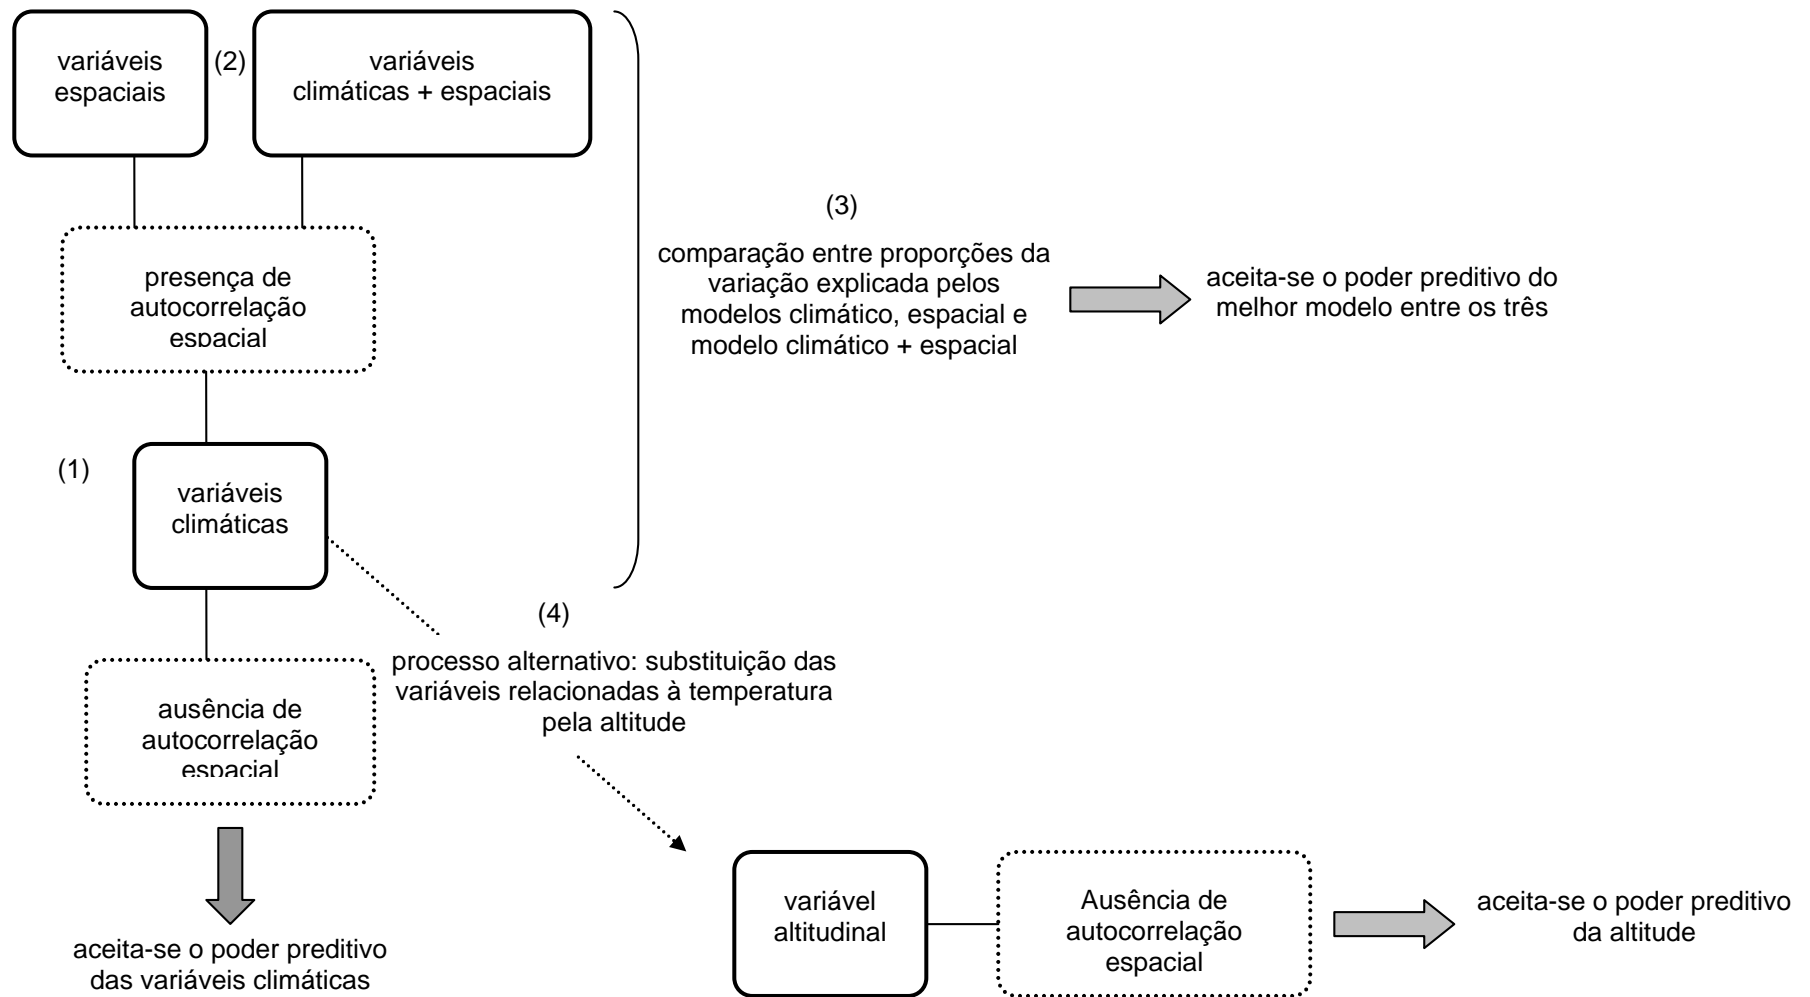 variáveis
espaciais
(2)
variáveis
climáticas + espaciais
presença de
autocorrelação
espacial
(1)
variáveis
climáticas
ausência de
autocorrelação
espacial
aceita-se o poder preditivo
das variáveis climáticas
(3)
comparação entre proporções da
variação explicada pelos
modelos climático, espacial e
modelo climático + espacial
aceita-se o poder preditivo do
melhor modelo entre os três
(4)
processo alternativo: substituição das
variáveis relacionadas à temperatura
pela altitude
variável
altitudinal
Ausência de
autocorrelação
espacial
aceita-se o poder preditivo
da altitude